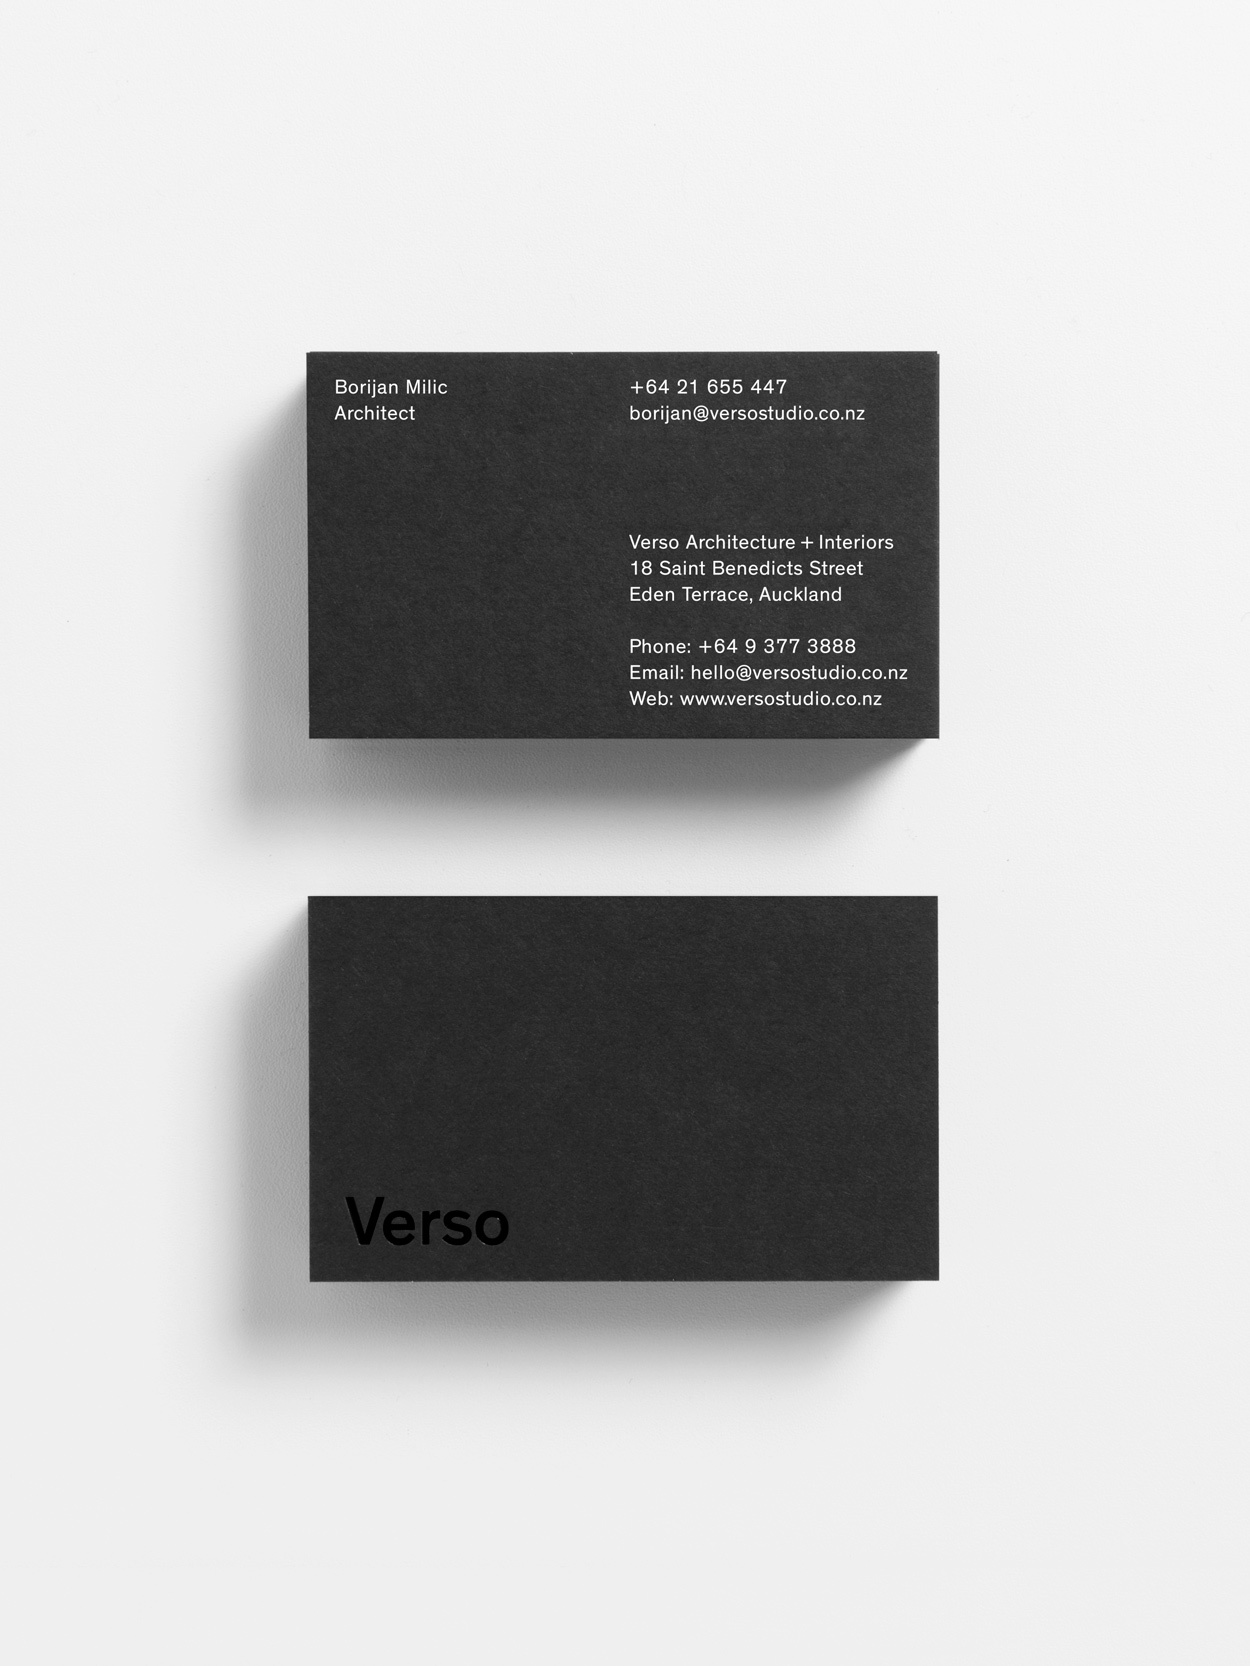 Borijan Milic
Architect
+64 21 655 447
borijan@versostudio.co.nz
Verso Architecture + Interiors
18 Saint Benedicts Street
Eden Terrace, Auckland
Phone: +64 9 377 3888
Email: hello@versostudio.co.nz
Web: www.versostudio.co.nz
Verso